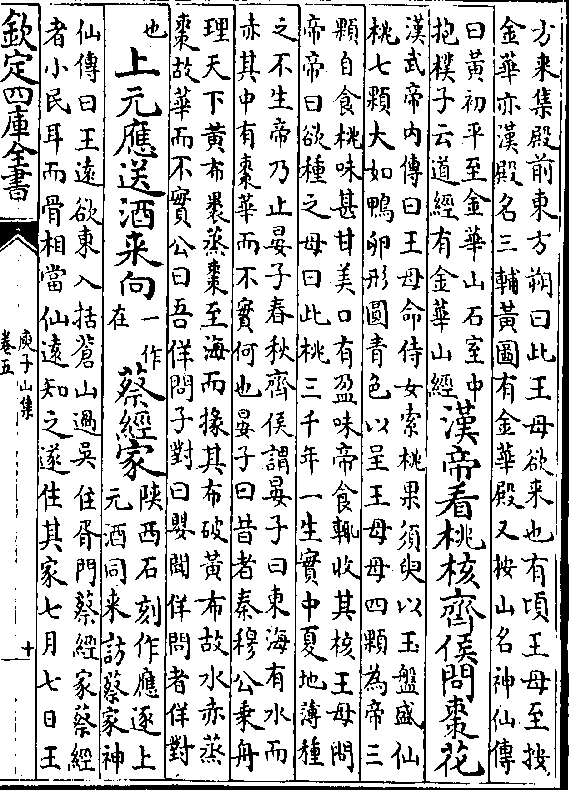 方来集殿前東方朔曰此王母欲来也有頃王母至按
金華亦漢殿名三輔黃圖有金華殿又按山名神仙傳
曰黃初平至金華山石室中
抱樸子云道經有金華山經
漢帝看桃核齊侯問棗花
漢武帝内傳曰王母命侍女索桃果須臾以玉盤盛仙
桃七顆大如鴨卵形圓青色以呈王母母四顆為帝三
顆自食桃味甚甘美口有盈味帝食輒收其核王母問
帝帝曰欲種之母曰此桃三千年一生實中夏地薄種
之不生帝乃止晏子春秋齊侯謂晏子曰東海有水而
赤其中有棗華而不實何也晏子曰昔者秦穆公乗舟
理天下黃布褁蒸棗至海而掾其布破黃布故水亦蒸
棗故華而不實公曰吾佯問子對曰嬰聞佯問者佯對
也
上元應送酒来向
一作
在
蔡經家
陜西石刻作應逐上
元酒同来訪蔡家神
仙傳曰王遠欲東入括蒼山過吳住胥門蔡經家蔡經
者小民耳而骨相當仙遠知之遂住其家七月七日王
欽定四庫全書
庾子山集
卷五
十一